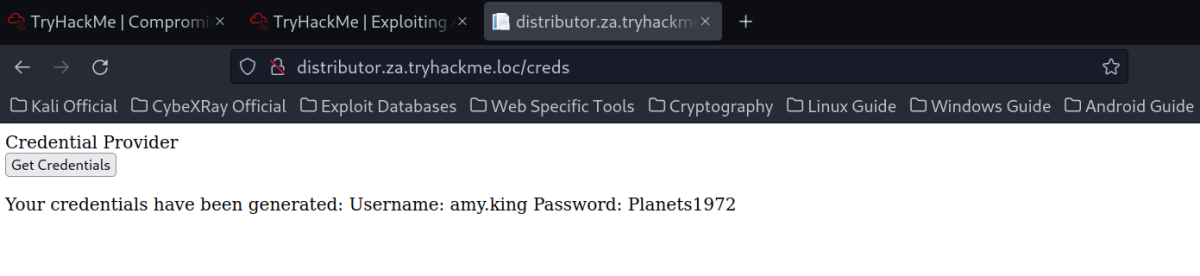 TryHackMe | Compromi
TryHackMe | Exploiting
distributor.za.tryhackm
distributor.za.tryhackme.loc/creds
Kali Official CybeXRay Official Exploit Databases Web Specific Tools Cryptography Linux Guide Windows Guide Android Guide
Credential Provider
Get Credentials
Your credentials have been generated: Username: amy.king Password: Planets1972